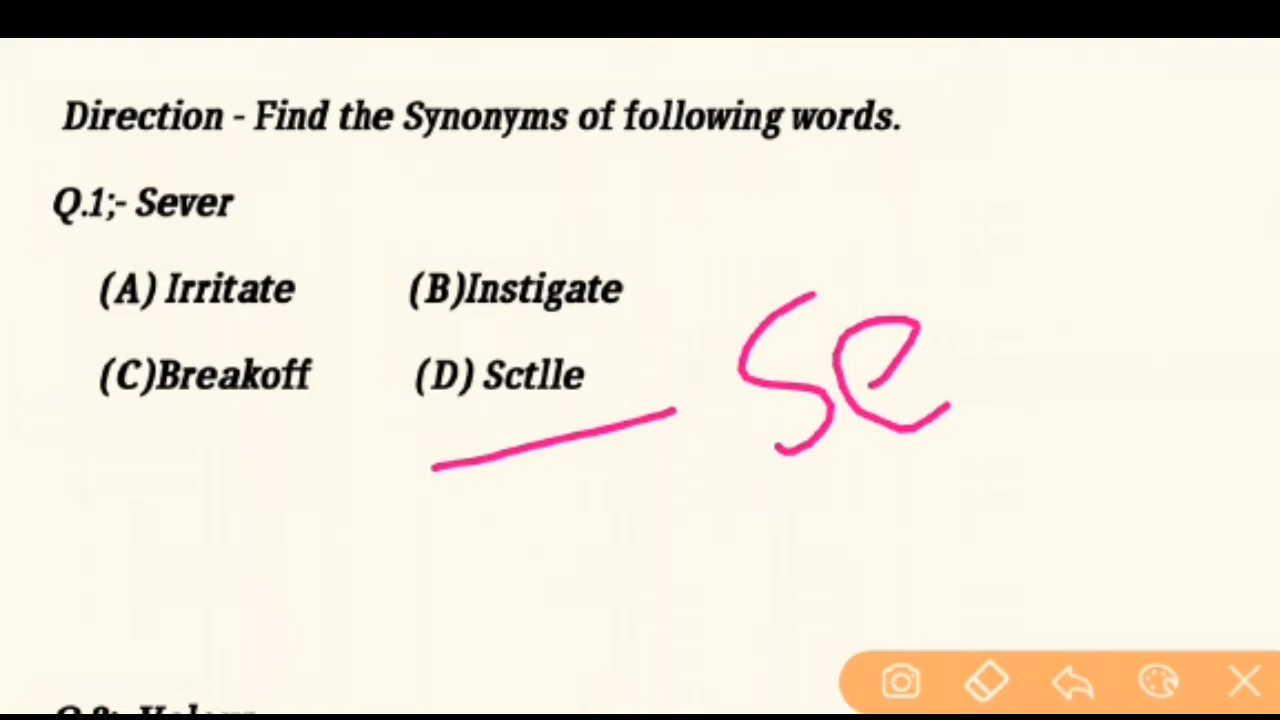 Direction - Find the Synonyms of following words.
Q.1;- Sever
(A) Irritate (B)Instigate
(C)Breakoff (D) Sctlle
Se